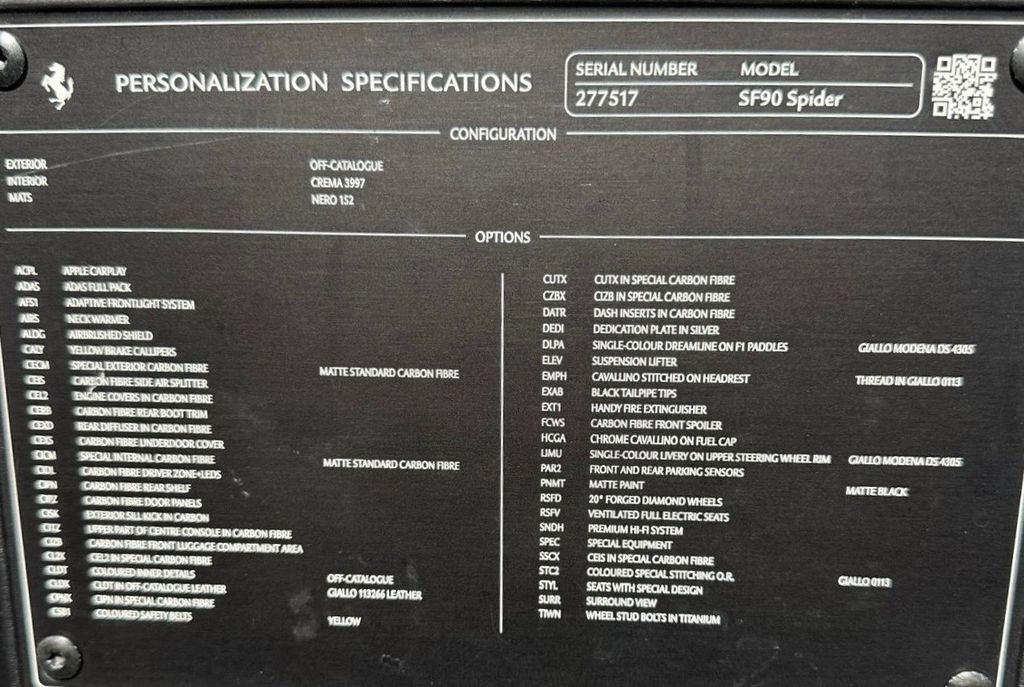 PERSONALIZATION SPECIFICATIONS
SERIAL NUMBER MODEL
277517 SF90 Spider
CONFIGURATION
EXTERIOR OFF-CATALOGUE
INTERIOR CREMA 3997
MATS NERO 152
OPTIONS
ACPL APPLE CARPLAY
ADAS ADAS FULL PACK
AFS1 ADAPTIVE FRONTLIGHT SYSTEM
AIRS NECK WARMER
ALDG AIRBRUSHED SHIELD
CALY YELLOW BRAKE CALLIPERS
CECM SPECIAL EXTERIOR CARBON FIBRE MATTE STANDARD CARBON FIBRE
CEIS CARBON FIBRE SIDE AIR SPLITTER
CEL2 ENGINE COVERS IN CARBON FIBRE
CERB CARBON FIBRE REAR BOOT TRIM
CEXD REAR DIFFUSER IN CARBON FIBRE
CEXS CARBON FIBRE UNDERDOOR COVER
CICM SPECIAL INTERNAL CARBON FIBRE MATTE STANDARD CARBON FIBRE
CIDL CARBON FIBRE DRIVER ZONE+LEDS
CIPN CARBON FIBRE REAR SHELF
CIPZ CARBON FIBRE DOOR PANELS
CISK EXTERIOR SILL KICK IN CARBON
CITZ UPPER PART OF CENTRE CONSOLE IN CARBON FIBRE
CIZB CARBON FIBRE FRONT LUGGAGE COMPARTMENT AREA
CL2X CEL2 IN SPECIAL CARBON FIBRE
CLDT COLOURED INNER DETAILS OFF-CATALOGUE
CLDX CLDT IN OFF-CATALOGUE LEATHER GIALLO 113266 LEATHER
CPNX CIPN IN SPECIAL CARBON FIBRE
CSB1 COLOURED SAFETY BELTS YELLOW
CUTX CUTX IN SPECIAL CARBON FIBRE
CZBX CIZB IN SPECIAL CARBON FIBRE
DATR DASH INSERTS IN CARBON FIBRE
DEDI DEDICATION PLATE IN SILVER
DLPA SINGLE-COLOUR DREAMLINE ON F1 PADDLES GIALLO MODENA DS 4305
ELEV SUSPENSION LIFTER
EMPH CAVALLINO STITCHED ON HEADREST THREAD IN GIALLO 0113
EXAB BLACK TAILPIPE TIPS
EXT1 HANDY FIRE EXTINGUISHER
FCWS CARBON FIBRE FRONT SPOILER
HCGA CHROME CAVALLINO ON FUEL CAP
LIMU SINGLE-COLOUR LIVERY ON UPPER STEERING WHEEL RIM GIALLO MODENA DS 4305
PAR2 FRONT AND REAR PARKING SENSORS
PNMT MATTE PAINT MATTE BLACK
RSFD 20" FORGED DIAMOND WHEELS
RSFV VENTILATED FULL ELECTRIC SEATS
SNDH PREMIUM HI-FI SYSTEM
SPEC SPECIAL EQUIPMENT
SSCX CEIS IN SPECIAL CARBON FIBRE
STC2 COLOURED SPECIAL STITCHING O.R. GIALLO 0113
STYL SEATS WITH SPECIAL DESIGN
SURR SURROUND VIEW
TIWN WHEEL STUD BOLTS IN TITANIUM